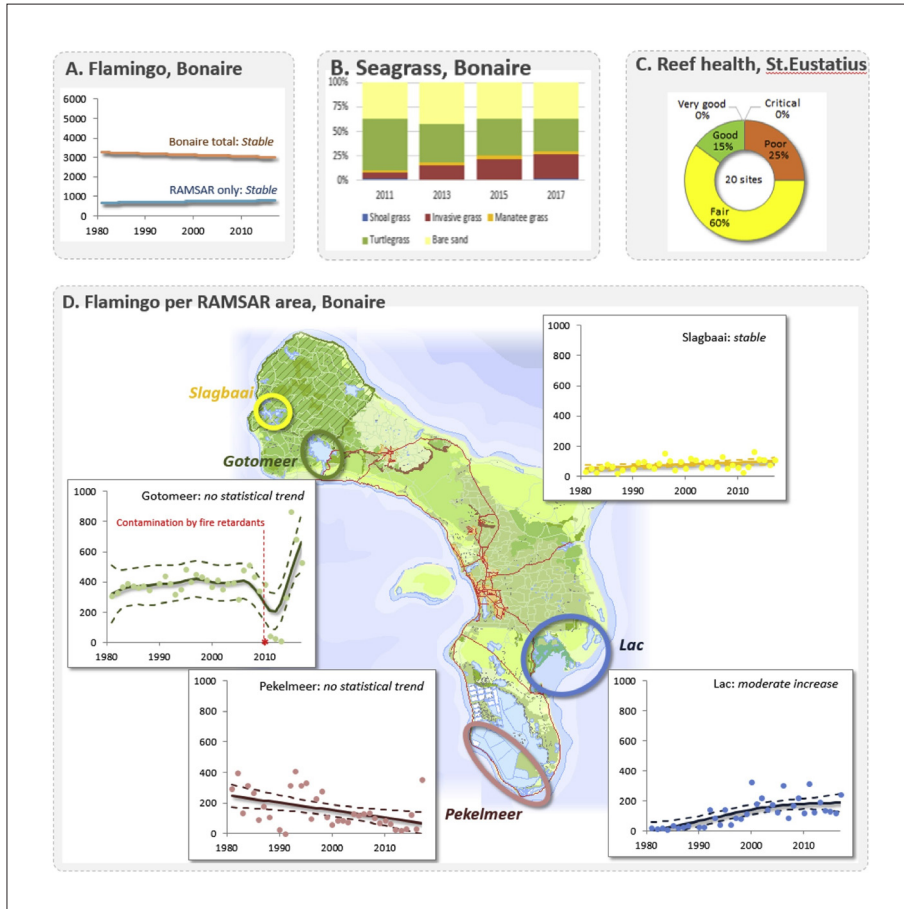 A. Flamingo, Bonaire
6000
5000
4000
3000
2000
1000
0
Bonaire total: Stable
RAMSAR only: Stable
1980 1990 2000 2010
B. Seagrass, Bonaire
100%
75%
50%
25%
0%
2011 2013 2015 2017
Shoal grass Invasive grass Manatee grass
Turtlegrass Bare sand
C. Reef health, St.Eustatius
Very good
0%
Critical
0%
Good
15%
Poor
25%
20 sites
Fair
60%
D. Flamingo per RAMSAR area, Bonaire
1000
800
600
400
200
0
Slagbaai: stable
1980 1990 2000 2010
Slagbaai
Gotomeer
1000
800
600
400
200
0
Gotomeer: no statistical trend
Contamination by fire retardants
1980 1990 2000 2010
Lac
1000
800
600
400
200
0
Pekelmeer: no statistical trend
1980 1990 2000 2010
Pekelmeer
1000
800
600
400
200
0
Lac: moderate increase
1980 1990 2000 2010